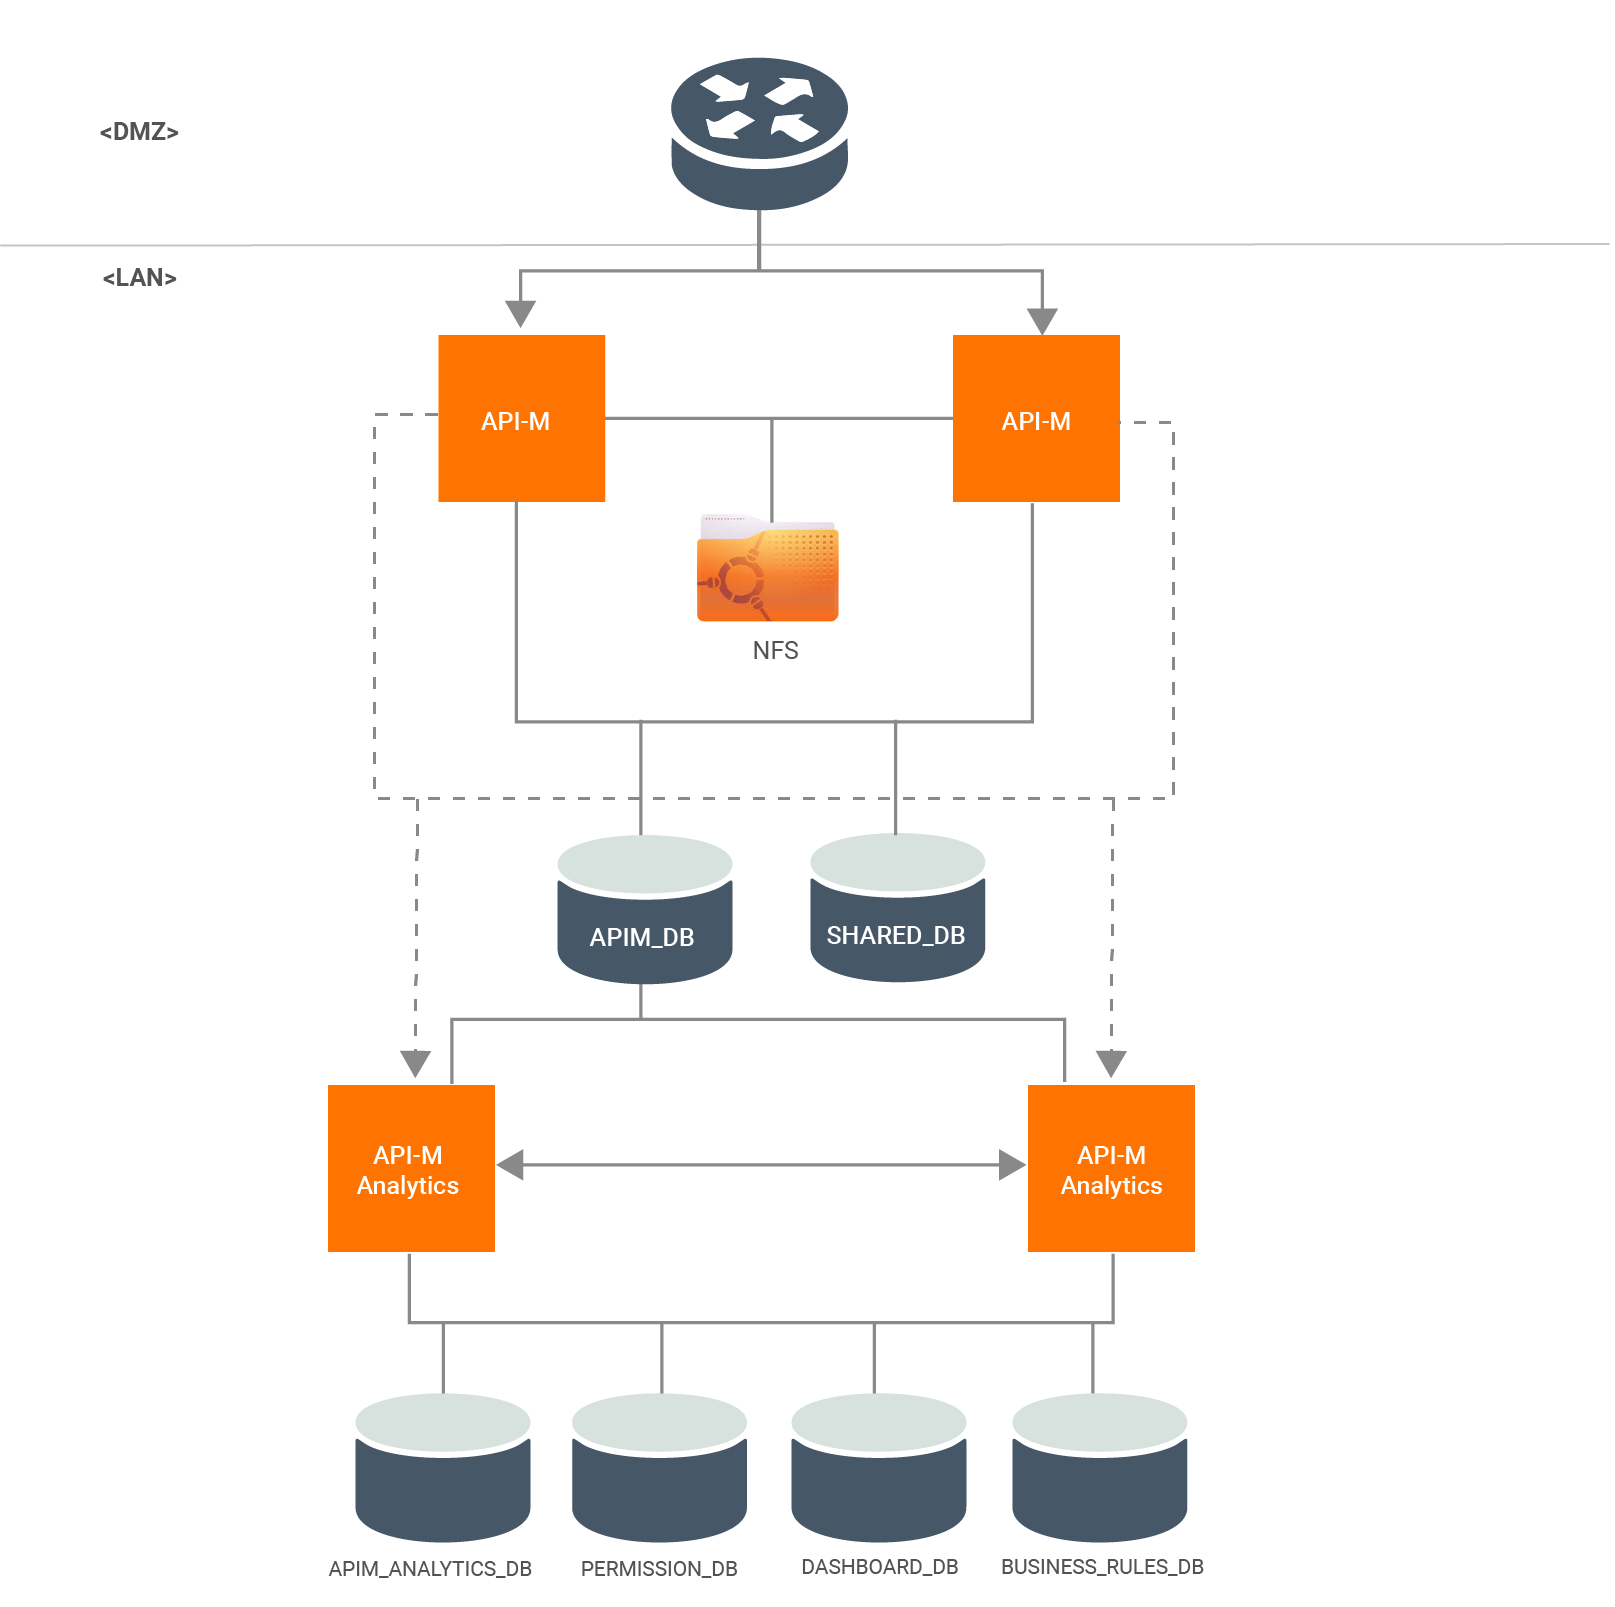 <DMZ>
<LAN>
API-M
API-M
NFS
APIM_DB
SHARED_DB
API-M
Analytics
API-M
Analytics
APIM_ANALYTICS_DB
PERMISSION_DB
DASHBOARD_DB
BUSINESS_RULES_DB